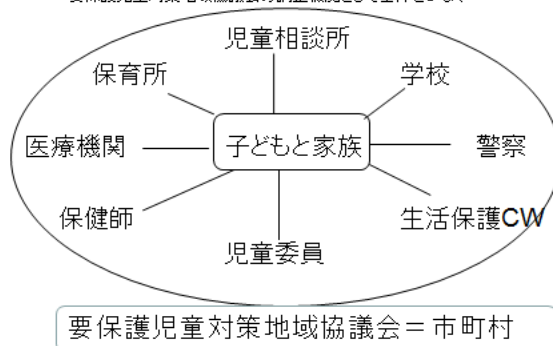 児童相談所
保育所
学校
医療機関
子どもと家族
警察
保健師
生活保護CW
児童委員
要保護児童対策地域協議会=市町村